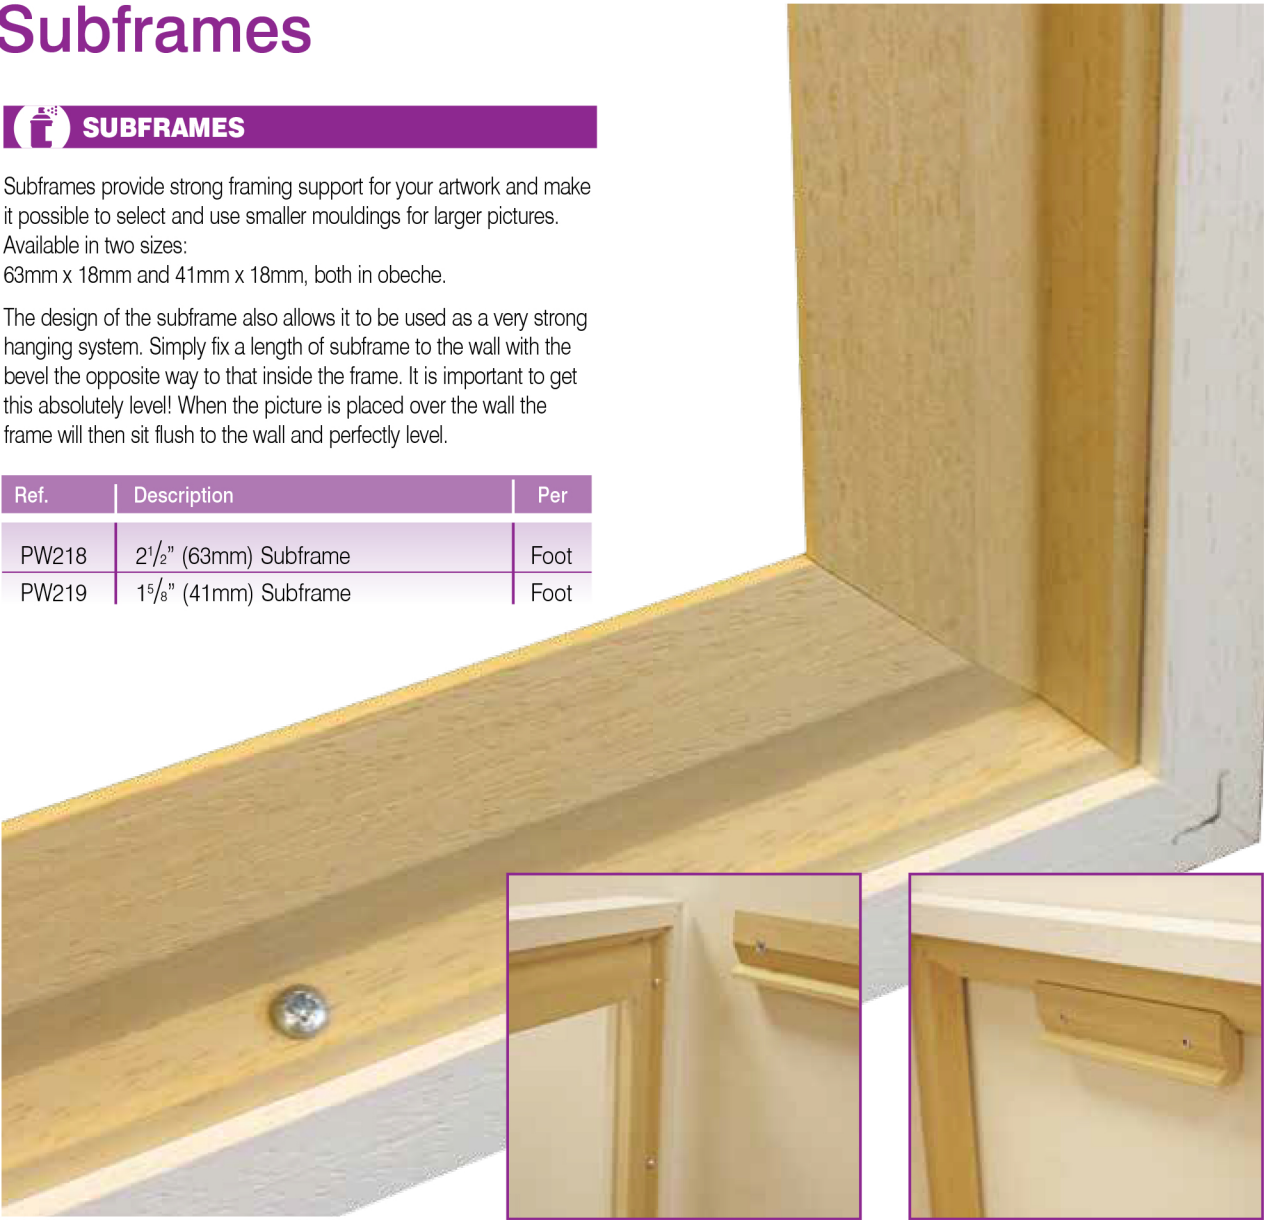 Subframes
SUBFRAMES
Subframes provide strong framing support for your artwork and make
it possible to select and use smaller mouldings for larger pictures.
Available in two sizes:
63mm x 18mm and 41mm x 18mm, both in obeche.
The design of the subframe also allows it to be used as a very strong
hanging system. Simply fix a length of subframe to the wall with the
bevel the opposite way to that inside the frame. It is important to get
this absolutely level! When the picture is placed over the wall the
frame will then sit flush to the wall and perfectly level.
Ref. Description Per
PW218 2 1/2” (63mm) Subframe Foot
PW219 1 5/8” (41mm) Subframe Foot